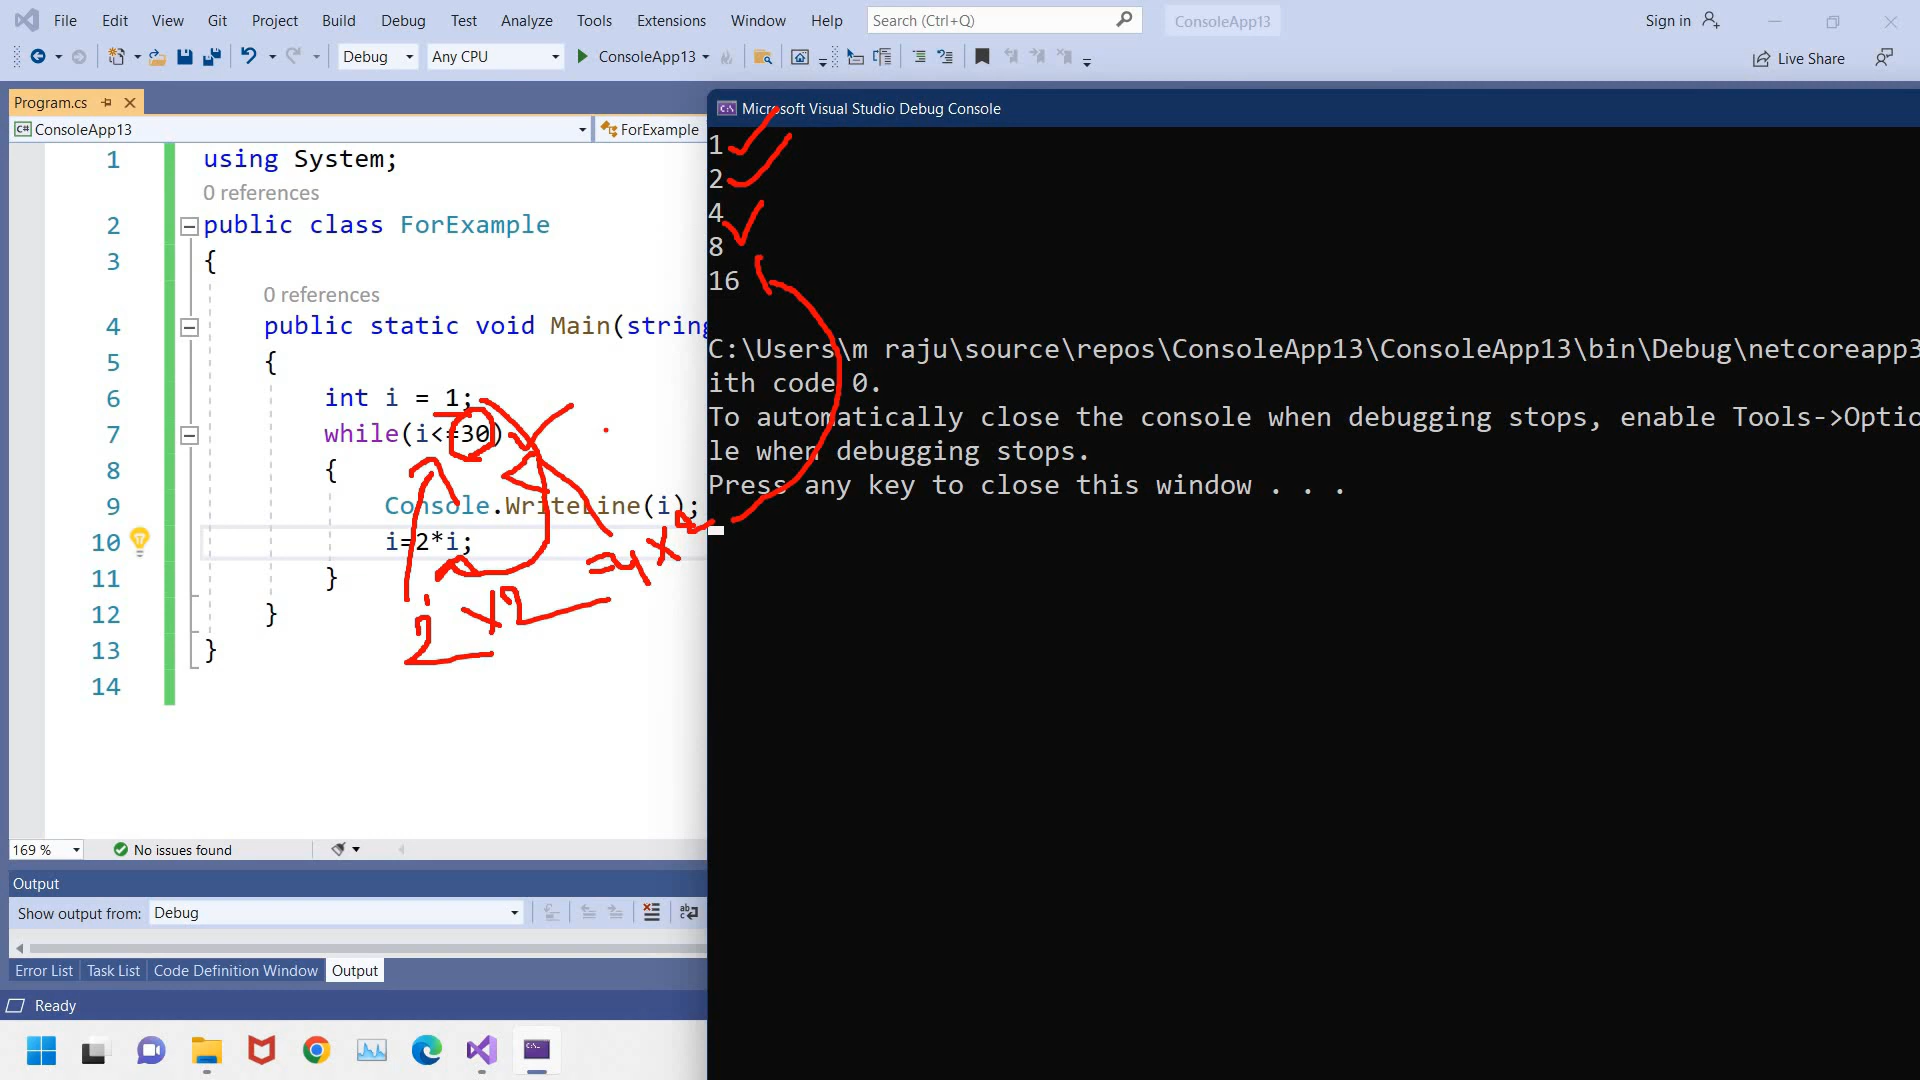 File Edit View Git Project Build Debug Test Analyze Tools Extensions Window Help Search (Ctrl+Q) ConsoleApp13 Sign in
Debug Any CPU ConsoleApp13 Live Share
Program.cs
ConsoleApp13 ForExample
1 using System;
0 references
2 public class ForExample
3 {
0 references
4 public static void Main(string
5 {
6 int i = 1;
7 while(i<=30)
8 {
9 Console.WriteLine(i);
10 i=2*i;
11 }
12 }
13 }
14
2 × 2
= 4 × 2
169 % No issues found
Output
Show output from: Debug
Error List Task List Code Definition Window Output
Ready
Microsoft Visual Studio Debug Console
1
2
4
8
16
C:\Users\m raju\source\repos\ConsoleApp13\ConsoleApp13\bin\Debug\netcoreapp3
ith code 0.
To automatically close the console when debugging stops, enable Tools->Optio
le when debugging stops.
Press any key to close this window . . .